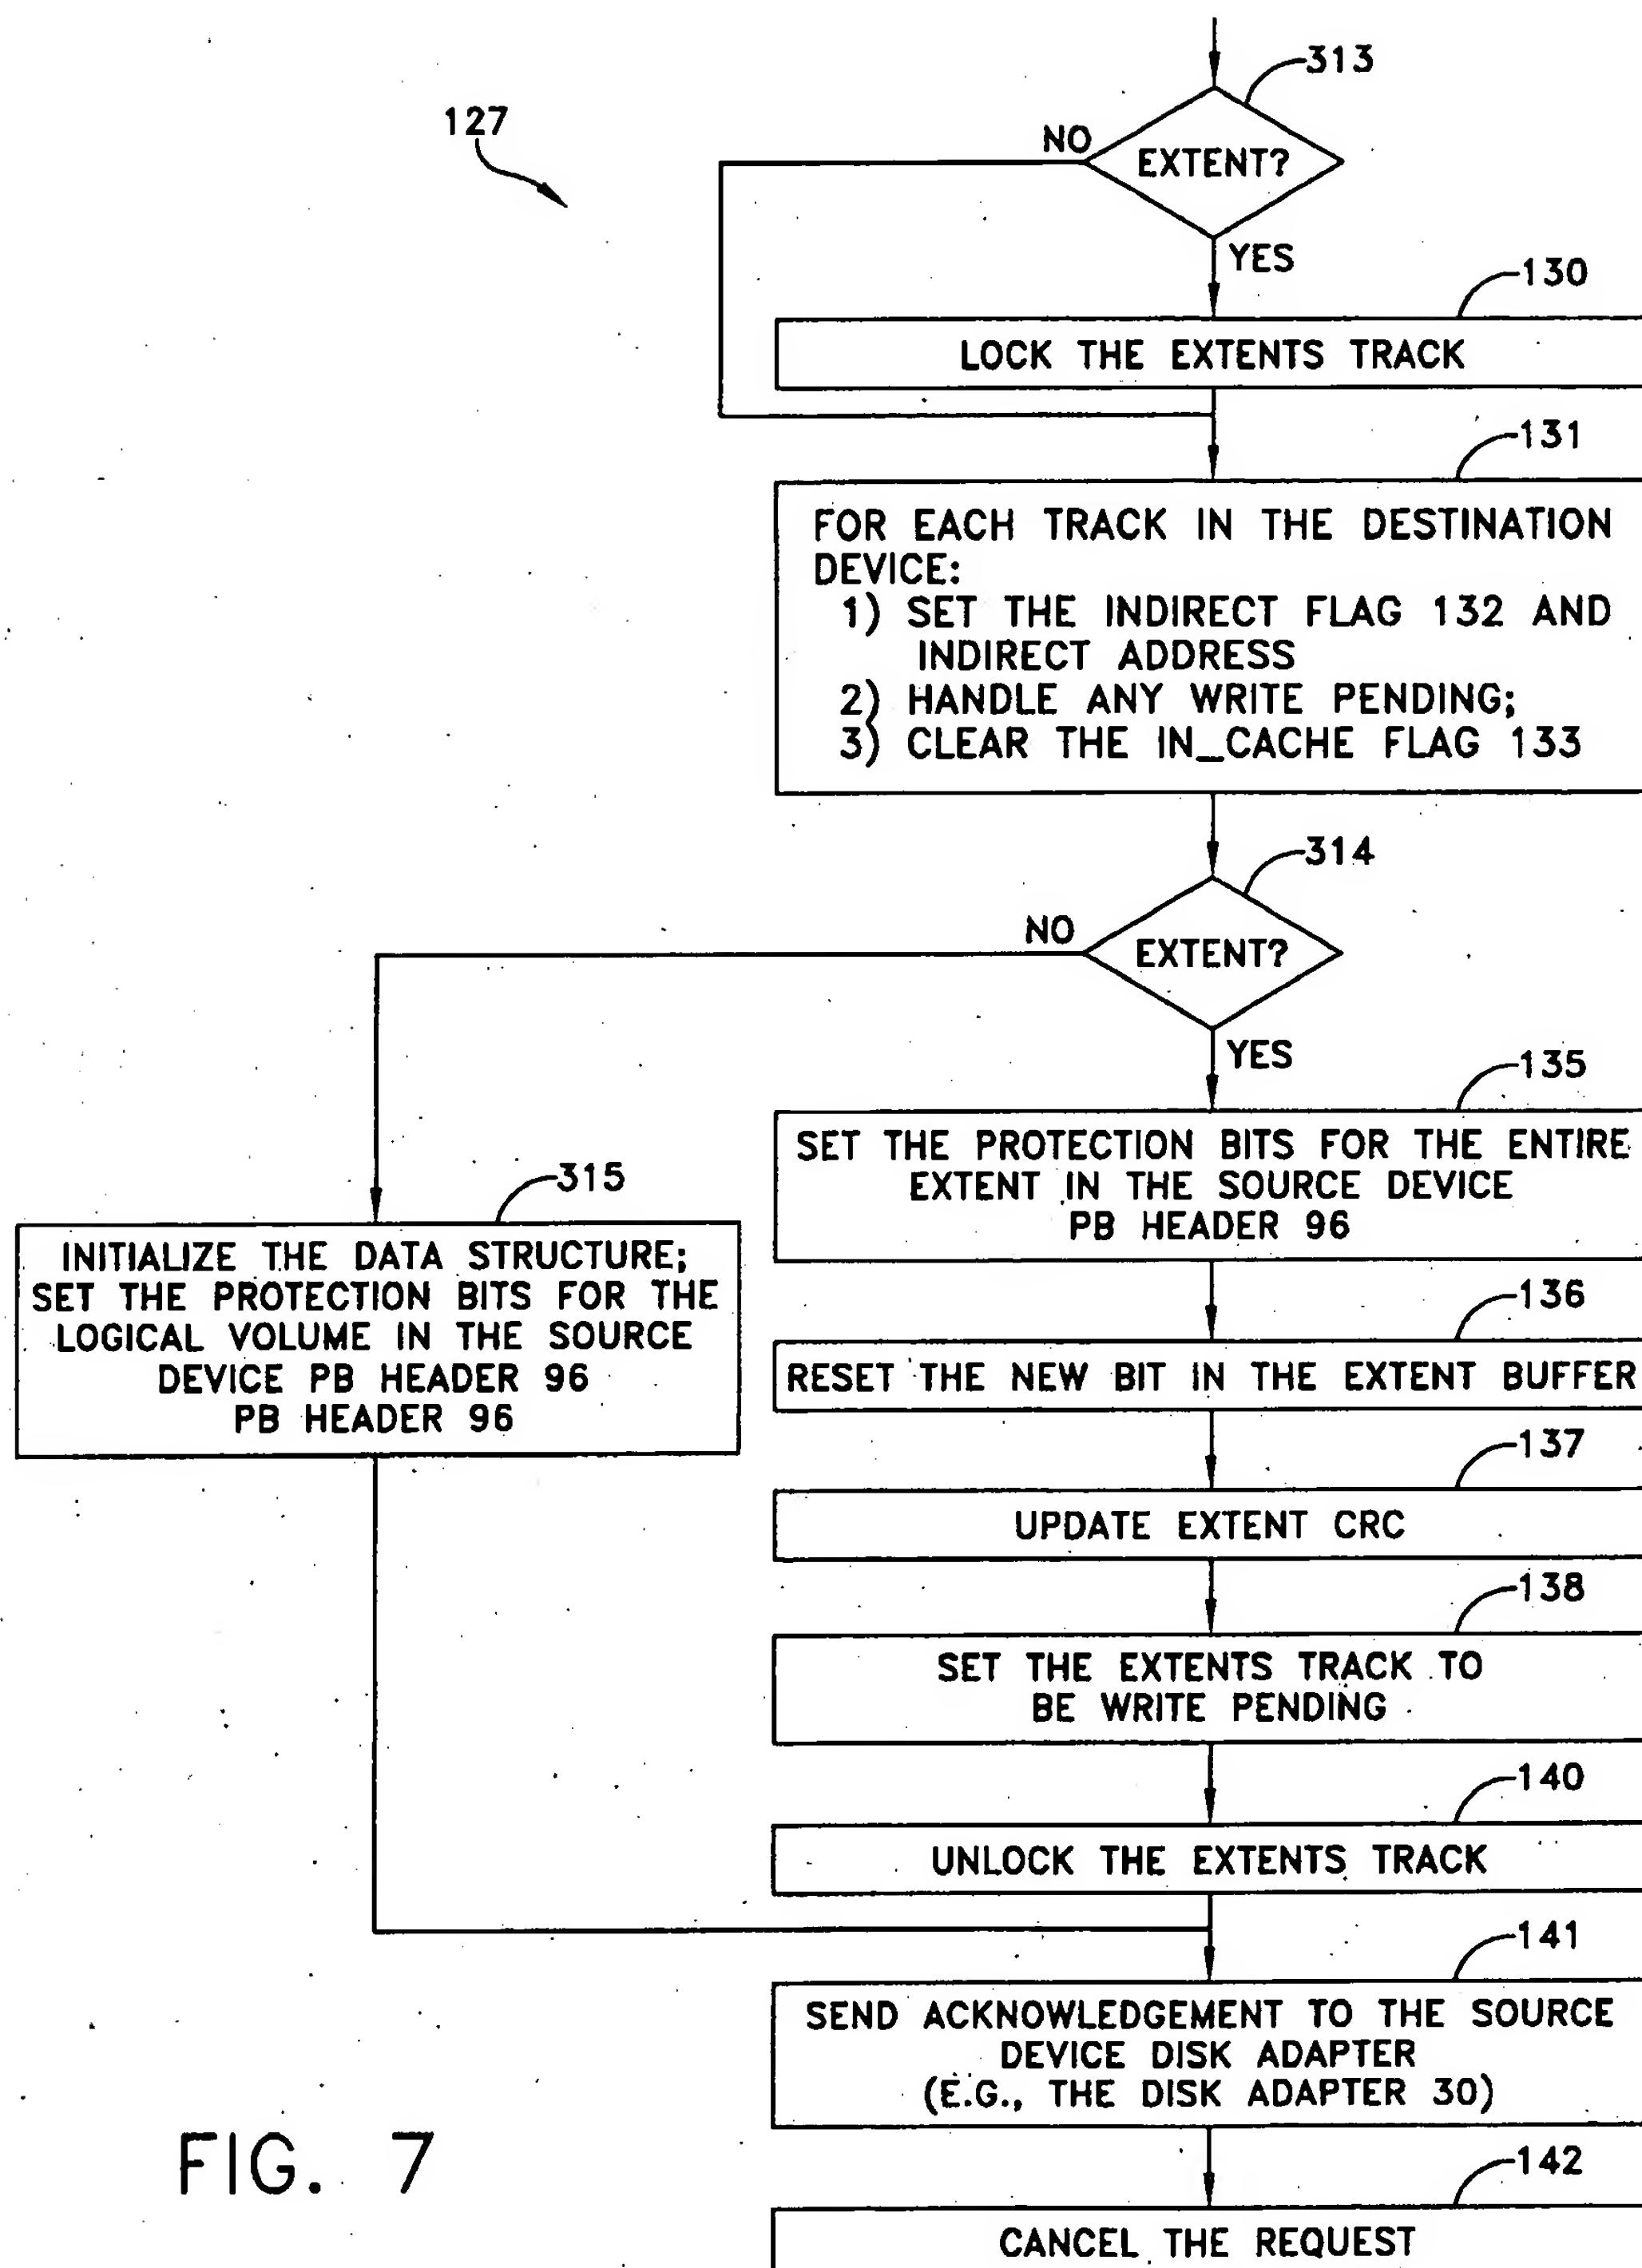 313
127
NO
EXTENT?
YES
130
LOCK THE EXTENTS TRACK
131
FOR EACH TRACK IN THE DESTINATION
DEVICE:
1) SET THE INDIRECT FLAG 132 AND
INDIRECT ADDRESS
2) HANDLE ANY WRITE PENDING;
3) CLEAR THE IN_CACHE FLAG 133
314
NO
EXTENT?
YES
135
SET THE PROTECTION BITS FOR THE ENTIRE
EXTENT IN THE SOURCE DEVICE
PB HEADER 96
315
INITIALIZE THE DATA STRUCTURE;
SET THE PROTECTION BITS FOR THE
LOGICAL VOLUME IN THE SOURCE
DEVICE PB HEADER 96
PB HEADER 96
136
RESET THE NEW BIT IN THE EXTENT BUFFER
137
UPDATE EXTENT CRC
138
SET THE EXTENTS TRACK TO
BE WRITE PENDING
140
UNLOCK THE EXTENTS TRACK
141
SEND ACKNOWLEDGEMENT TO THE SOURCE
DEVICE DISK ADAPTER
(E.G., THE DISK ADAPTER 30)
142
CANCEL THE REQUEST
FIG. 7